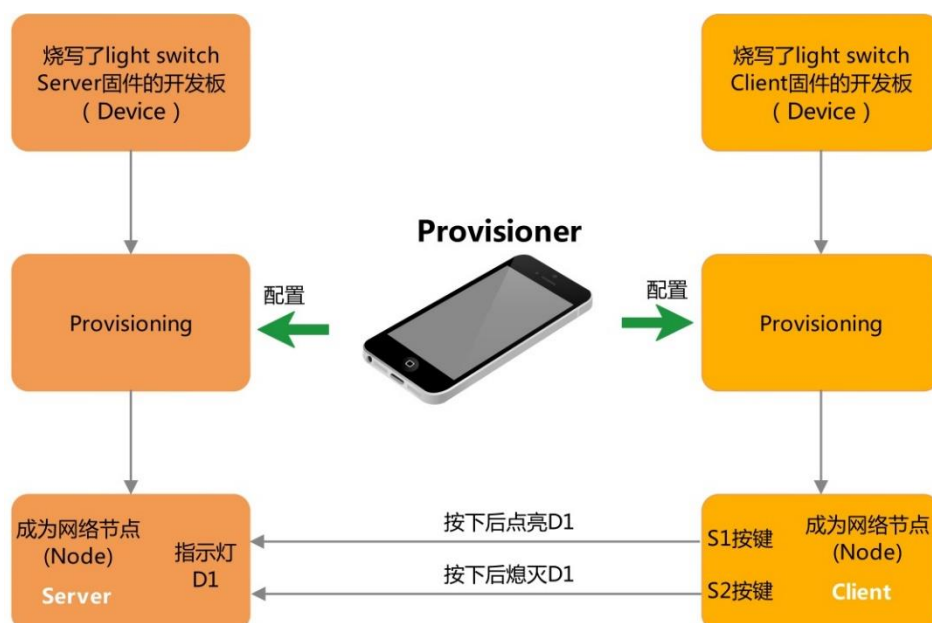 烧写了light switch
Server固件的开发板
（Device）
烧写了light switch
Client固件的开发板
（Device）
Provisioner
配置
配置
Provisioning
Provisioning
成为网络节点
(Node)
Server
指示灯
D1
按下后点亮D1
按下后熄灭D1
S1按键
S2按键
成为网络节点
(Node)
Client